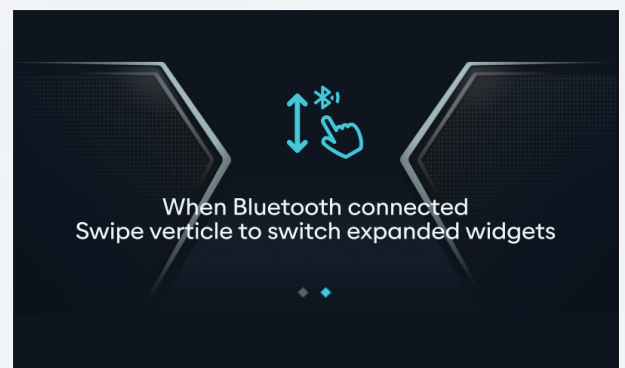 When Bluetooth connected
Swipe verticle to switch expanded widgets